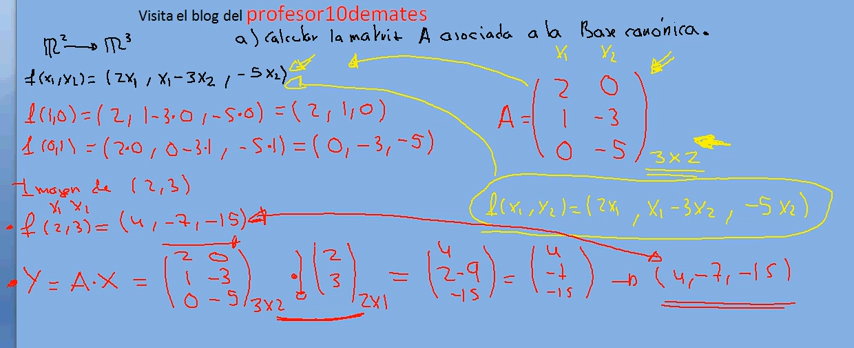 Visita el blog del profesor10demates
ℝ² → ℝ³
a) calcular la matriz A asociada a la Base canónica.
f(x₁,x₂)=(2x₁, x₁-3x₂, -5x₂)
f(1,0)=(2, 1-3·0, -5·0)=(2,1,0)
f(0,1)=(2·0, 0-3·1, -5·1)=(0,-3,-5)
x₁ x₂
A= (2 0
1 -3
0 -5) 3x2
Imagen de (2,3)
x₁ x₂
f(2,3)=(4,-7,-15)
f(x₁,x₂)=(2x₁, x₁-3x₂, -5x₂)
Y=A·X= (2 0 / 1 -3 / 0 -5)3x2 · (2 / 3)2x1 = (4 / 2-9 / -15) = (4 / -7 / -15) → (4,-7,-15)